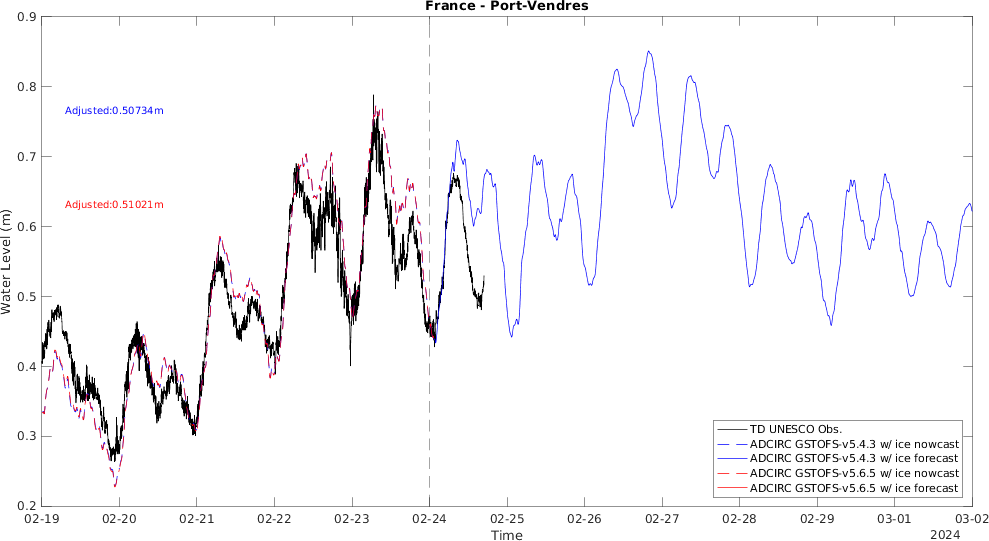 France - Port-Vendres
0.9
0.8
0.7
0.6
0.5
0.4
0.3
0.2
Water Level (m)
Adjusted:0.50734m
Adjusted:0.51021m
TD UNESCO Obs.
ADCIRC GSTOFS-v5.4.3 w/ ice nowcast
ADCIRC GSTOFS-v5.4.3 w/ ice forecast
ADCIRC GSTOFS-v5.6.5 w/ ice nowcast
ADCIRC GSTOFS-v5.6.5 w/ ice forecast
02-19 02-20 02-21 02-22 02-23 02-24 02-25 02-26 02-27 02-28 02-29 03-01 03-02
Time
2024